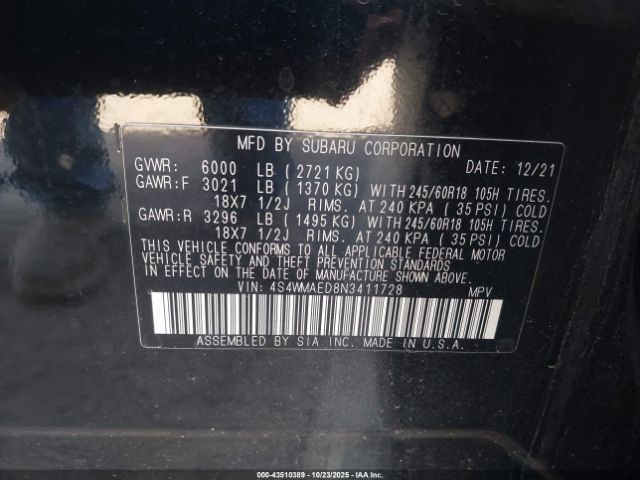 MFD BY SUBARU CORPORATION
GVWR: 6000 LB (2721 KG) DATE: 12/21
GAWR:F 3021 LB (1370 KG) WITH 245/60R18 105H TIRES.
18X7 1/2J RIMS. AT 240 KPA (35 PSI) COLD
GAWR:R 3296 LB (1495 KG) WITH 245/60R18 105H TIRES.
18X7 1/2J RIMS. AT 240 KPA (35 PSI) COLD
THIS VEHICLE CONFORMS TO ALL APPLICABLE FEDERAL MOTOR
VEHICLE SAFETY AND THEFT PREVENTION STANDARDS
IN EFFECT ON THE DATE OF MANUFACTURE SHOWN ABOVE.
VIN: 4S4WMAED8N3411728 MPV
ASSEMBLED BY SIA INC. MADE IN U.S.A.
000-43510389 • 10/23/2025 • IAA Inc.